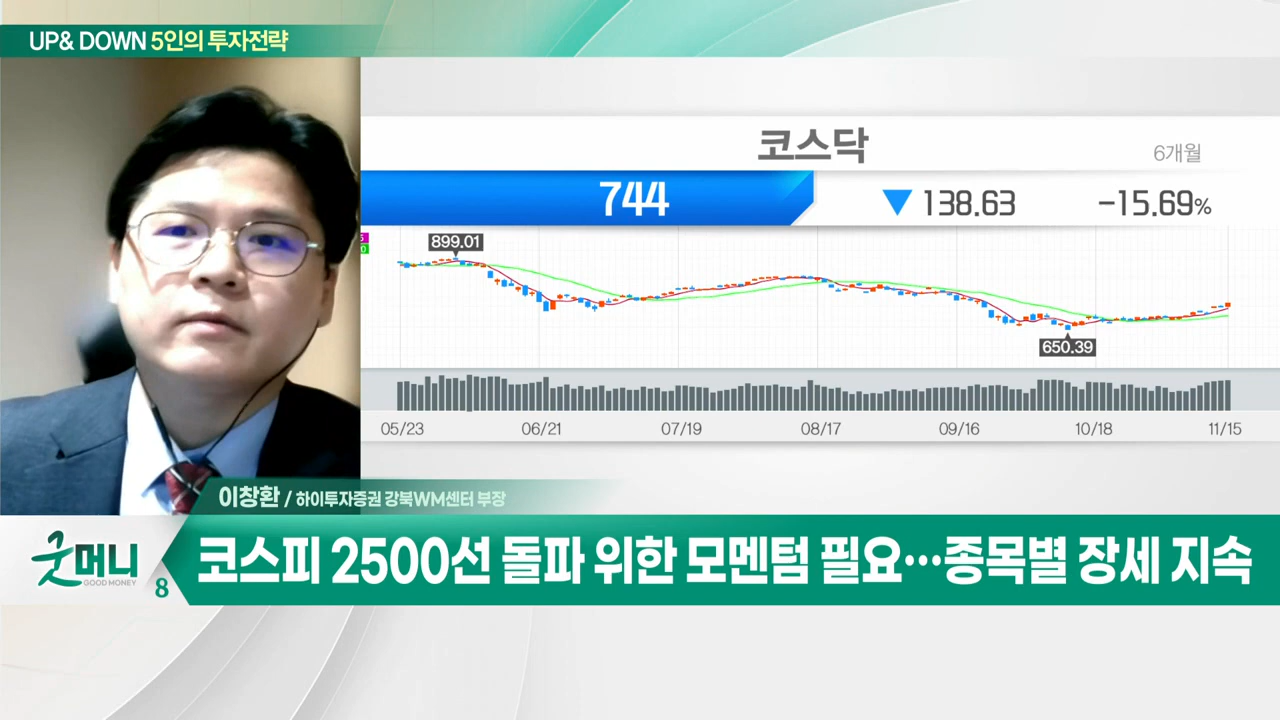 UP& DOWN 5인의 투자전략
코스닥
6개월
744
▼ 138.63
-15.69%
899.01
650.39
05/23 06/21 07/19 08/17 09/16 10/18 11/15
이창환 / 하이투자증권 강북WM센터 부장
굿머니
GOOD MONEY
8
코스피 2500선 돌파 위한 모멘텀 필요…종목별 장세 지속